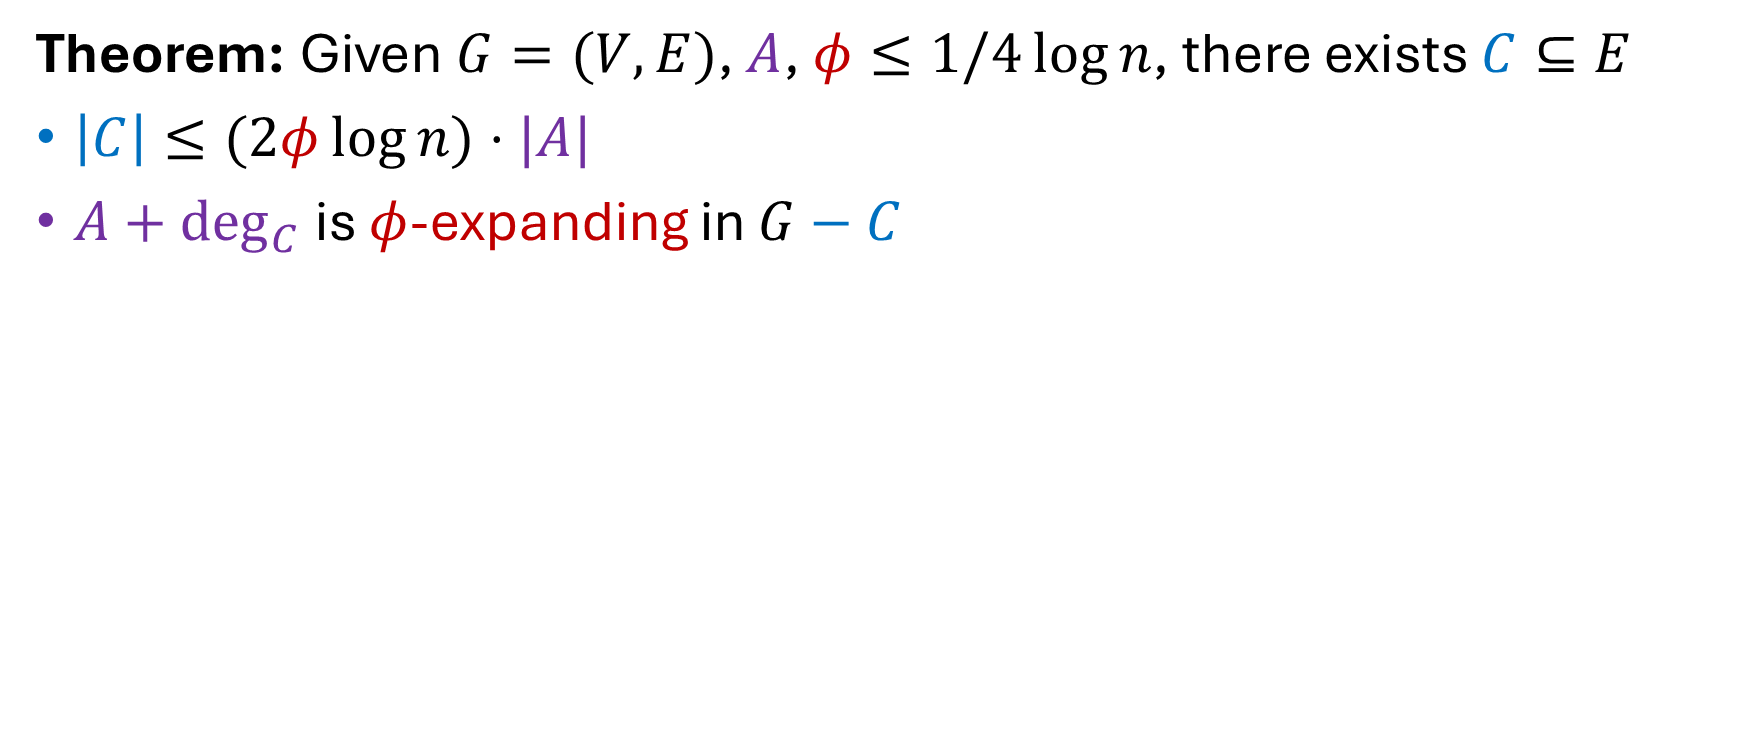 Theorem: Given 𝐺 = (𝑉, 𝐸), 𝐴, 𝜙 ≤ 1/4 log 𝑛, there exists 𝐶 ⊆ 𝐸
• |𝐶| ≤ (2𝜙 log 𝑛) · |𝐴|
• 𝐴 + deg_𝐶 is 𝜙-expanding in 𝐺 − 𝐶